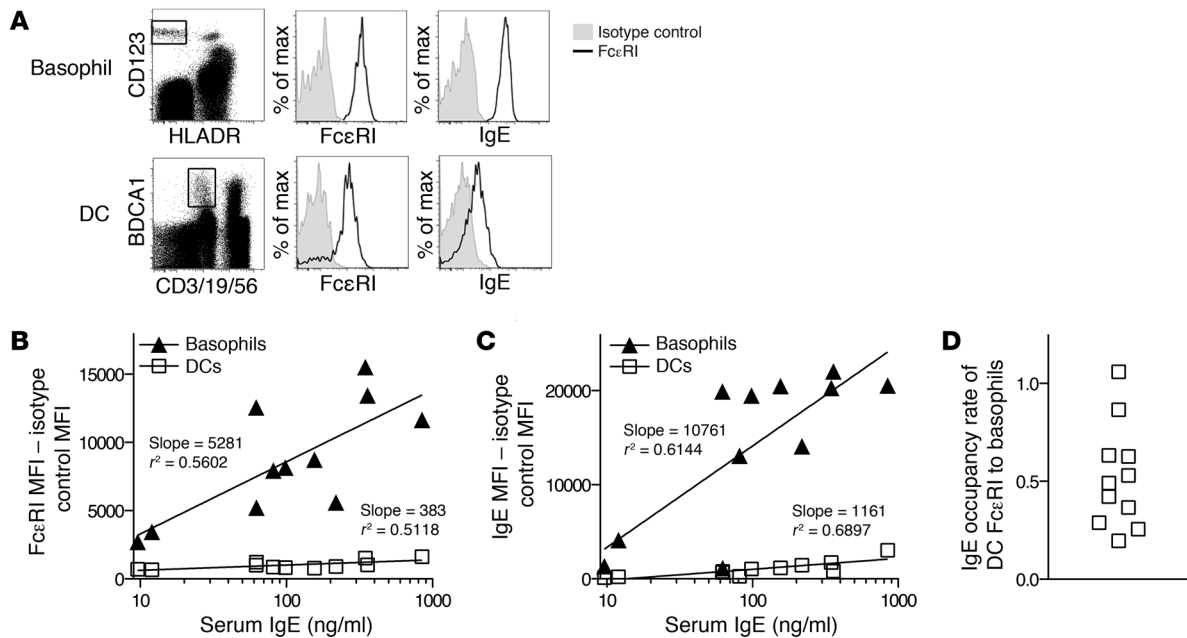 A
Basophil
CD123
HLADR
% of max
FcεRI
% of max
IgE
Isotype control
FcεRI
DC
BDCA1
CD3/19/56
% of max
FcεRI
% of max
IgE
B
Basophils
DCs
FcεRI MFI – isotype
control MFI
15000
10000
5000
0
Slope = 5281
r² = 0.5602
Slope = 383
r² = 0.5118
10
100
1000
Serum IgE (ng/ml)
C
Basophils
DCs
IgE MFI – isotype
control MFI
20000
10000
0
Slope = 10761
r² = 0.6144
Slope = 1161
r² = 0.6897
10
100
1000
Serum IgE (ng/ml)
D
IgE occupancy rate of
DC FcεRI to basophils
1.0
0.5
0.0